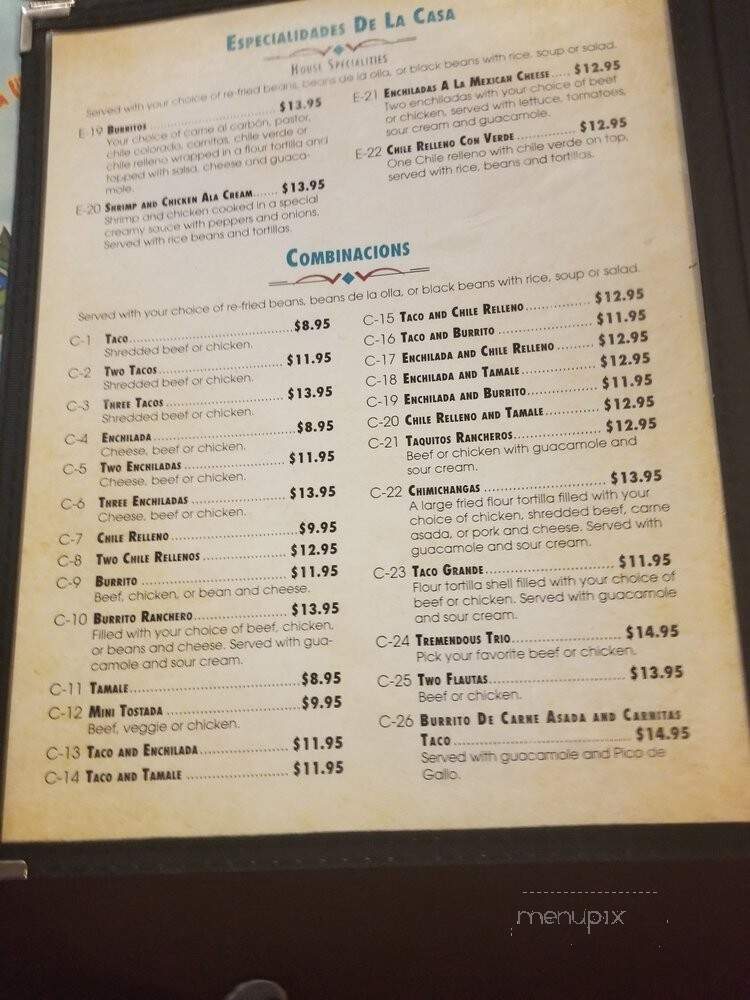 Especialidades De La Casa
House Specialities
Served with your choice of re-fried beans, beans de la olla, or black beans with rice, soup or salad.
E-19 Burritos $13.95
Your choice of carne al carbón, pastor,
chile colorado, carnitas, chile verde or
chile relleno wrapped in a flour tortilla and
topped with salsa, cheese and guaca-
mole.
E-20 Shrimp and Chicken Ala Cream....... $13.95
Shrimp and chicken cooked in a special
creamy sauce with peppers and onions.
Served with rice beans and tortillas.
E-21 Enchiladas A La Mexican Cheese..... $12.95
Two enchiladas with your choice of beef
or chicken, served with lettuce, tomatoes,
sour cream and guacamole.
E-22 Chile Relleno Con Verde ............... $12.95
One Chile relleno with chile verde on top,
served with rice, beans and tortillas.
Combinacions
Served with your choice of re-fried beans, beans de la olla, or black beans with rice, soup or salad.
C-1 Taco.......................................$8.95
Shredded beef or chicken.
C-2 Two Tacos ............................... $11.95
Shredded beef or chicken.
C-3 Three Tacos ............................. $13.95
Shredded beef or chicken.
C-4 Enchilada ................................. $8.95
Cheese, beef or chicken.
C-5 Two Enchiladas ......................... $11.95
Cheese, beef or chicken.
C-6 Three Enchiladas ....................... $13.95
Cheese, beef or chicken.
C-7 Chile Relleno ............................ $9.95
C-8 Two Chile Rellenos .................... $12.95
C-9 Burrito .................................. $11.95
Beef, chicken, or bean and cheese.
C-10 Burrito Ranchero...................... $13.95
Filled with your choice of beef, chicken,
or beans and cheese. Served with gua-
camole and sour cream.
C-11 Tamale.....................................$8.95
C-12 Mini Tostada ............................ $9.95
Beef, veggie or chicken.
C-13 Taco and Enchilada..................... $11.95
C-14 Taco and Tamale ........................ $11.95
C-15 Taco and Chile Relleno................ $12.95
C-16 Taco and Burrito ........................ $11.95
C-17 Enchilada and Chile Relleno ......... $12.95
C-18 Enchilada and Tamale.................. $12.95
C-19 Enchilada and Burrito.................. $11.95
C-20 Chile Relleno and Tamale............. $12.95
C-21 Taquitos Rancheros..................... $12.95
Beef or chicken with guacamole and
sour cream.
C-22 Chimichangas ............................ $13.95
A large fried flour tortilla filled with your
choice of chicken, shredded beef, carne
asada, or pork and cheese. Served with
guacamole and sour cream.
C-23 Taco Grande.............................. $11.95
Flour tortilla shell filled with your choice of
beef or chicken. Served with guacamole
and sour cream.
C-24 Tremendous Trio......................... $14.95
Pick your favorite beef or chicken.
C-25 Two Flautas............................... $13.95
Beef or chicken.
C-26 Burrito De Carne Asada and Carnitas
Taco ........................................ $14.95
Served with guacamole and Pico de
Gallo.
menupix